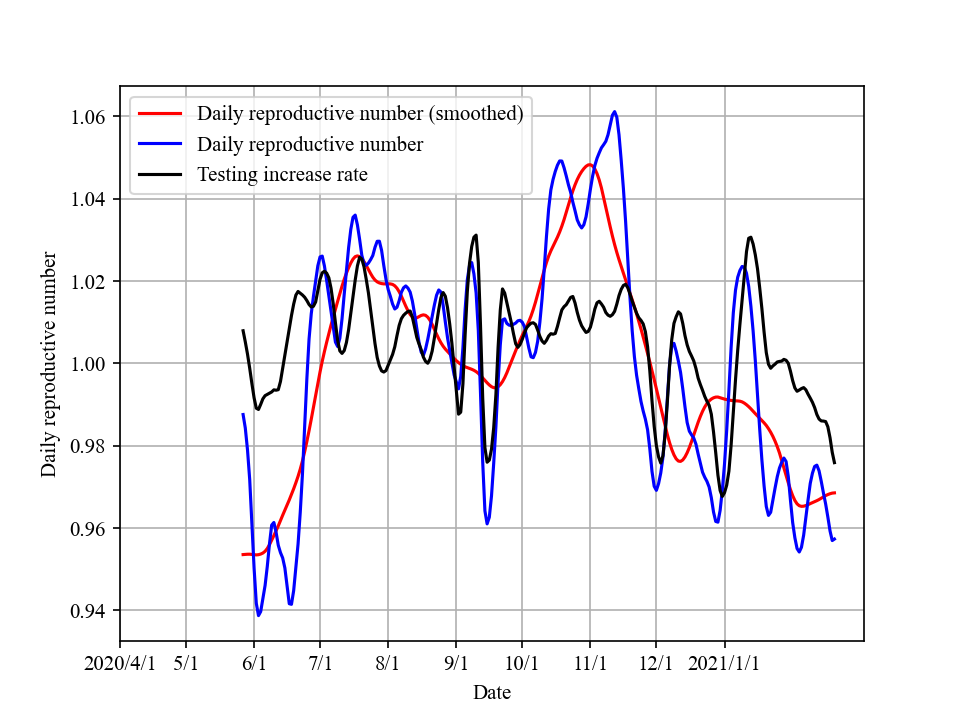 Daily reproductive number (smoothed)
Daily reproductive number
Testing increase rate
Daily reproductive number
1.06
1.04
1.02
1.00
0.98
0.96
0.94
2020/4/1 5/1 6/1 7/1 8/1 9/1 10/1 11/1 12/1 2021/1/1
Date